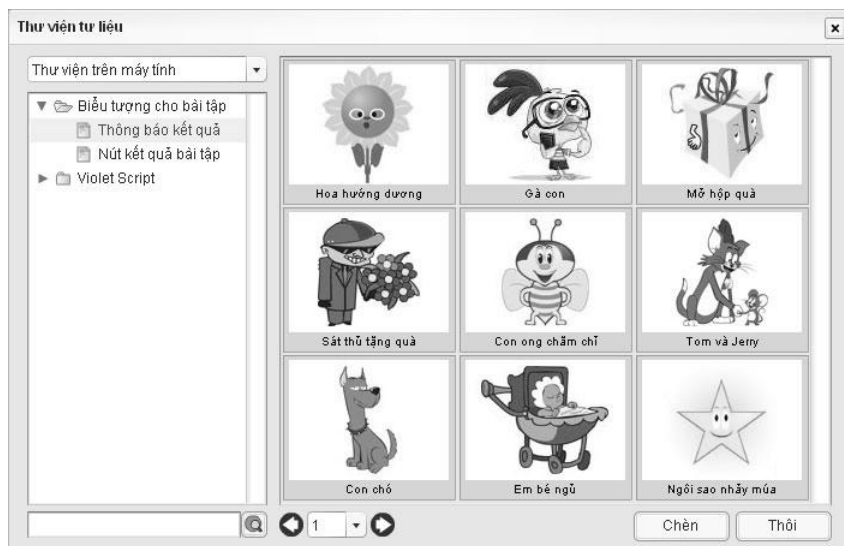 Thư viện tư liệu
Thư viện trên máy tính
Biểu tượng cho bài tập
Thông báo kết quả
Nút kết quả bài tập
Violet Script
Hoa hướng dương
Gà con
Mở hộp quà
Sát thủ tặng quà
Con ong chăm chỉ
Tom và Jerry
Con chó
Em bé ngủ
Ngôi sao nhảy múa
1
Chèn
Thôi